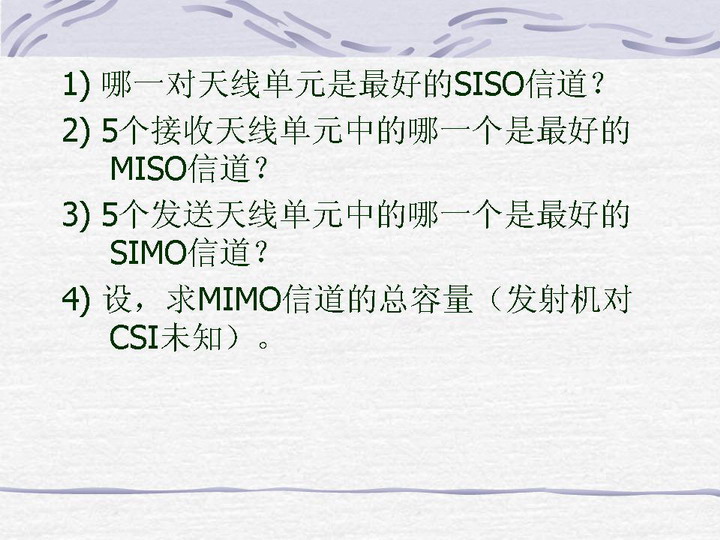 1) 哪一对天线单元是最好的SISO信道？
2) 5个接收天线单元中的哪一个是最好的
MISO信道？
3) 5个发送天线单元中的哪一个是最好的
SIMO信道？
4) 设，求MIMO信道的总容量（发射机对
CSI未知）。